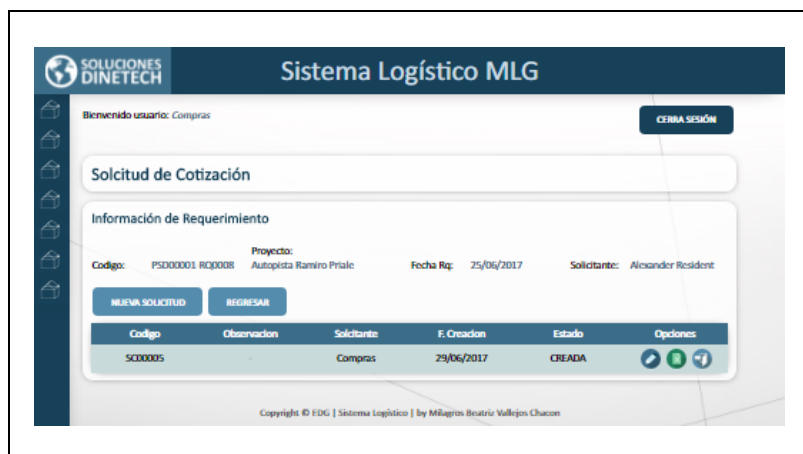 SOLUCIONES
DINETECH
Sistema Logístico MLG
Bienvenido usuario: Compras
CERRA SESIÓN
Solcitud de Cotización
Información de Requerimiento
Codigo: PSD00001 RQ0008 Proyecto: Autopista Ramiro Priale Fecha Rq: 25/06/2017 Solicitante: Alexander Resident
NUEVA SOLICITUD REGRESAR
Codigo Observacion Solcitante F. Creacion Estado Opciones
SC00005 - Compras 29/06/2017 CREADA
Copyright © EDG | Sistema Logístico | by Milagros Beatriz Vallejos Chacon